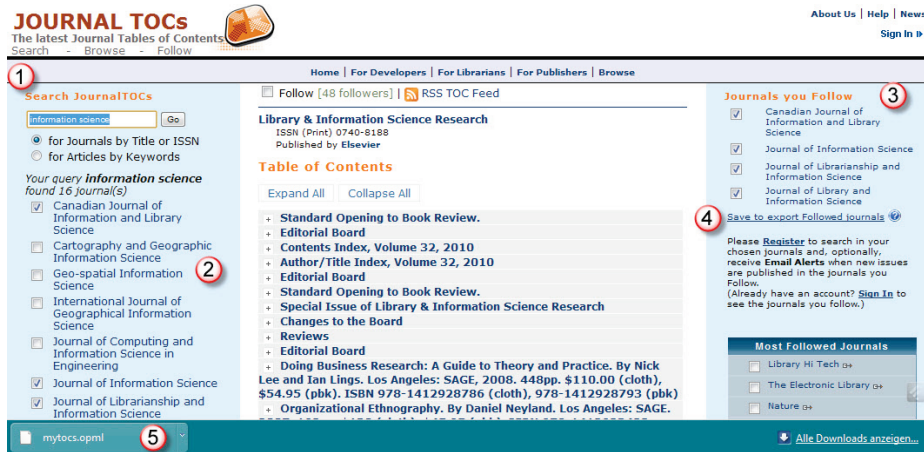 JOURNAL TOCs
The latest Journal Tables of Contents
Search - Browse - Follow
About Us | Help | News
Sign In
Home | For Developers | For Librarians | For Publishers | Browse
1
Search JournalTOCs
information science Go
for Journals by Title or ISSN
for Articles by Keywords
Your query information science
found 16 journal(s)
Canadian Journal of
Information and Library
Science
Cartography and Geographic
Information Science
2
Geo-spatial Information
Science
International Journal of
Geographical Information
Science
Journal of Computing and
Information Science in
Engineering
Journal of Information Science
Journal of Librarianship and
Information Science
Follow [48 followers] | RSS TOC Feed
Library & Information Science Research
ISSN (Print) 0740-8188
Published by Elsevier
Table of Contents
Expand All Collapse All
+ Standard Opening to Book Review.
+ Editorial Board
+ Contents Index, Volume 32, 2010
+ Author/Title Index, Volume 32, 2010
+ Editorial Board
+ Standard Opening to Book Review.
+ Special Issue of Library & Information Science Research
+ Changes to the Board
+ Reviews
+ Editorial Board
+ Doing Business Research: A Guide to Theory and Practice. By Nick
Lee and Ian Lings. Los Angeles: SAGE, 2008. 448pp. $110.00 (cloth),
$54.95 (pbk). ISBN 978-1412928786 (cloth), 978-1412928793 (pbk)
+ Organizational Ethnography. By Daniel Neyland. Los Angeles: SAGE.
Journals you Follow
3
Canadian Journal of
Information and Library
Science
Journal of Information Science
Journal of Librarianship and
Information Science
Journal of Library and
Information Science
4
Save to export Followed journals ?
Please Register to search in your
chosen journals and, optionally,
receive Email Alerts when new issues
are published in the journals you
Follow.
(Already have an account? Sign In to
see the journals you follow.)
Most Followed Journals
Library Hi Tech
The Electronic Library
Nature
mytocs.opml
5
Alle Downloads anzeigen...